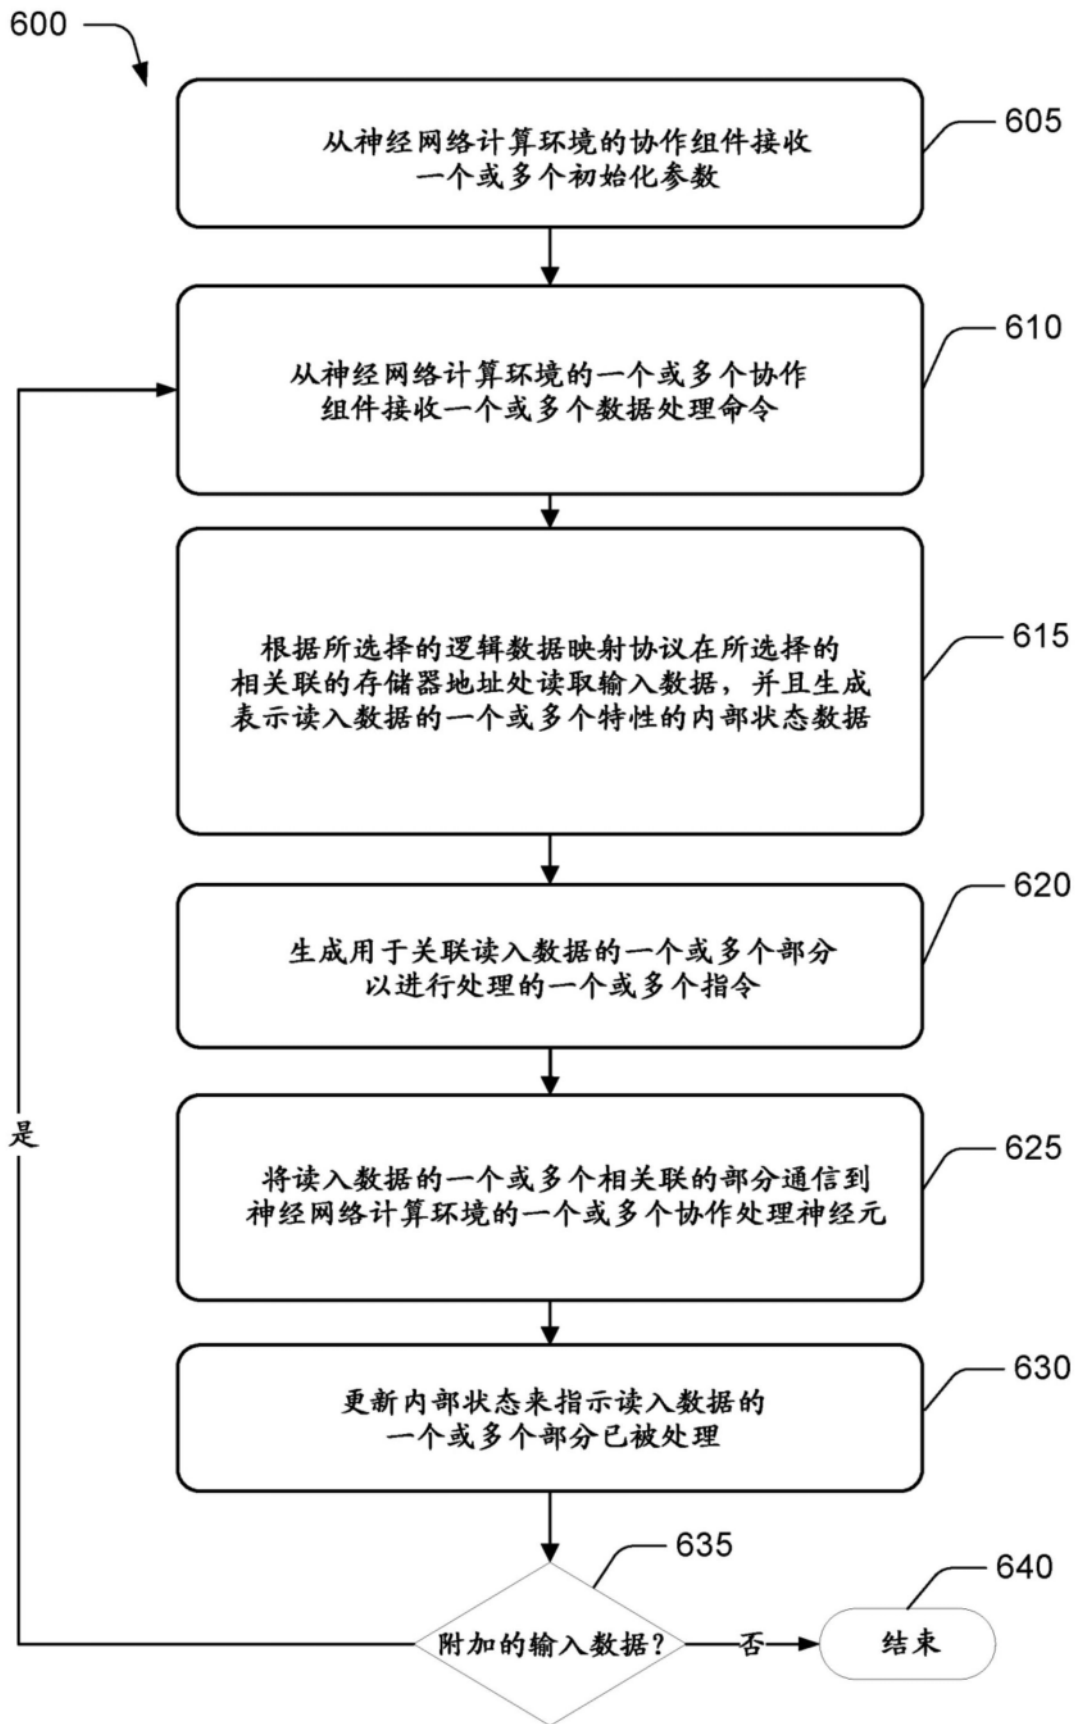 600
从神经网络计算环境的协作组件接收
一个或多个初始化参数
605
从神经网络计算环境的一个或多个协作
组件接收一个或多个数据处理命令
610
根据所选择的逻辑数据映射协议在所选择的
相关联的存储器地址处读取输入数据，并且生成
表示读入数据的一个或多个特性的内部状态数据
615
生成用于关联读入数据的一个或多个部分
以进行处理的一个或多个指令
620
将读入数据的一个或多个相关联的部分通信到
神经网络计算环境的一个或多个协作处理神经元
625
更新内部状态来指示读入数据的
一个或多个部分已被处理
630
附加的输入数据?
635
是
否
结束
640